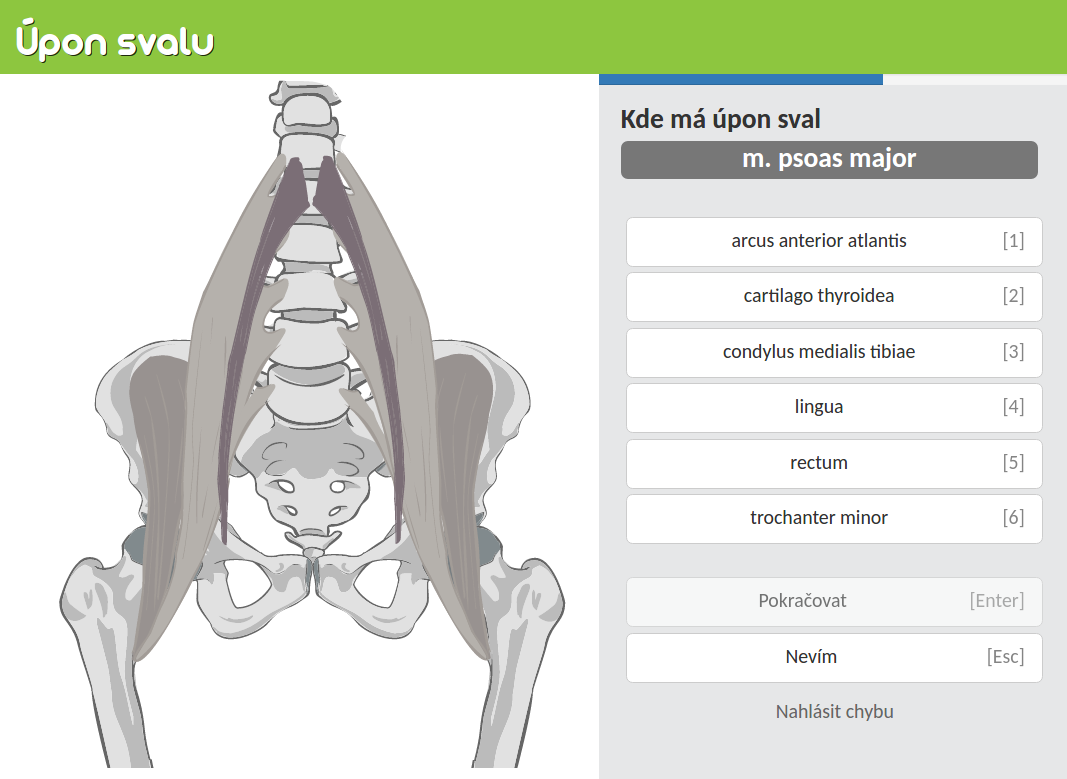 Úpon svalu
Kde má úpon sval
m. psoas major
arcus anterior atlantis [1]
cartilago thyroidea [2]
condylus medialis tibiae [3]
lingua [4]
rectum [5]
trochanter minor [6]
Pokračovat [Enter]
Nevím [Esc]
Nahlásit chybu